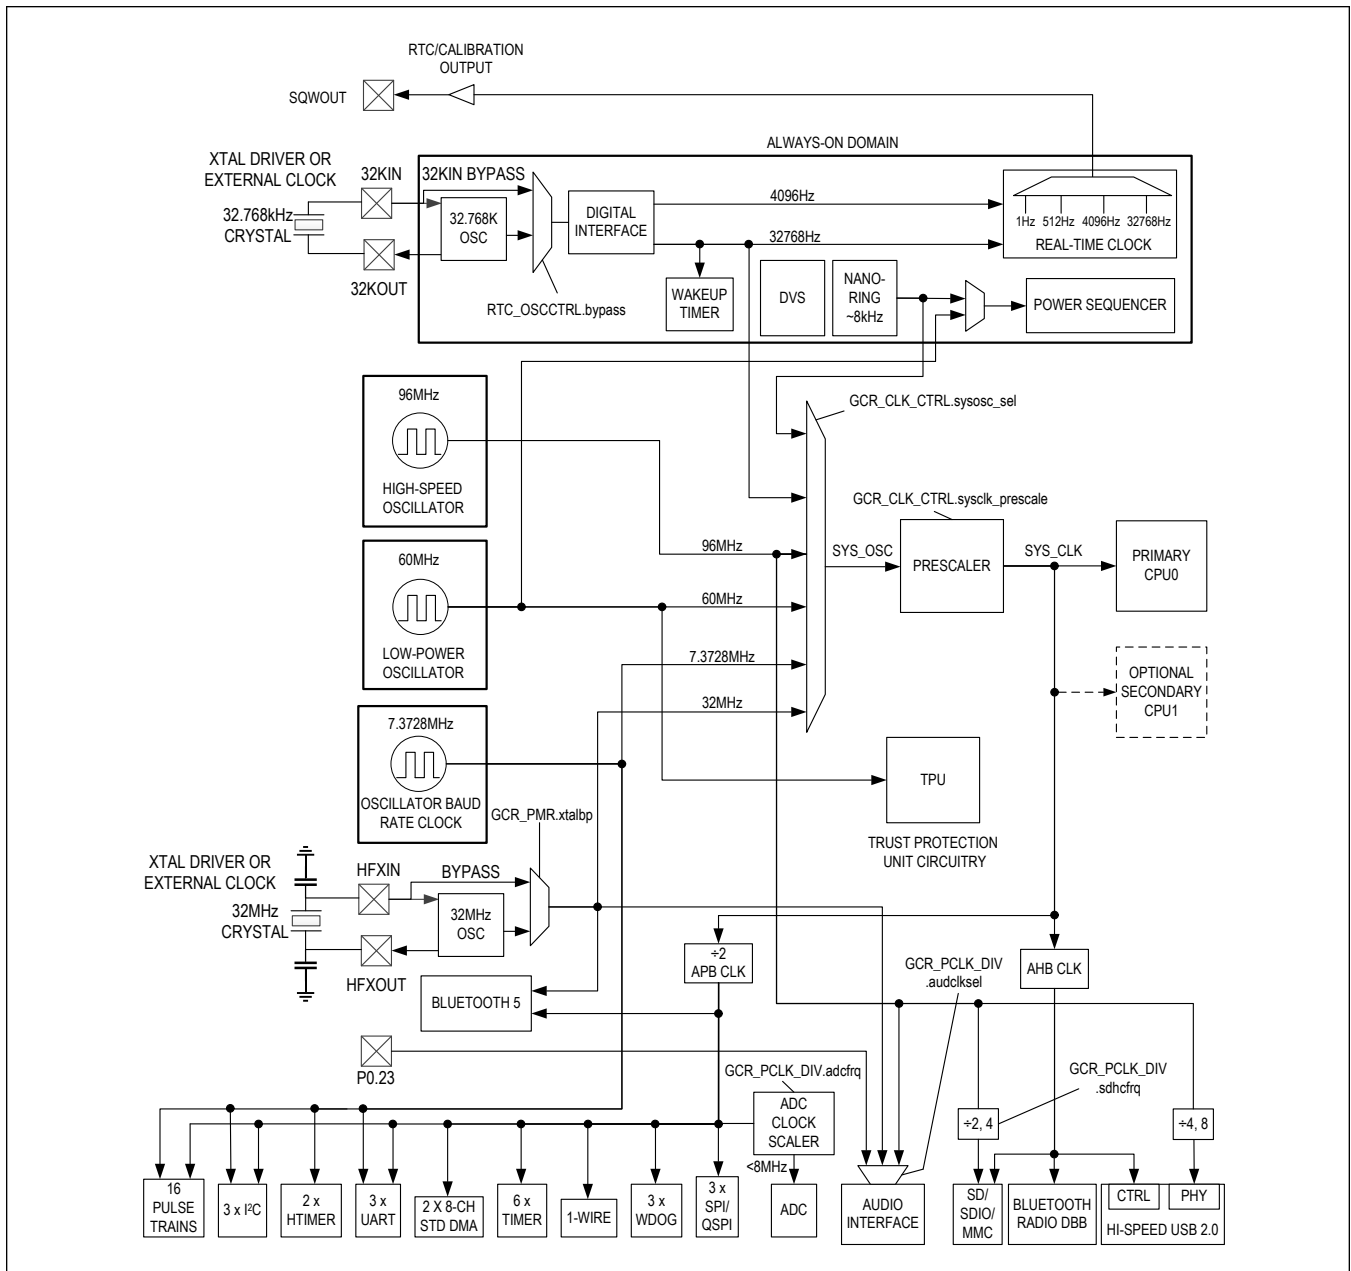 RTC/CALIBRATION
OUTPUT
SQWOUT
ALWAYS-ON DOMAIN
XTAL DRIVER OR
EXTERNAL CLOCK
32KIN
32KIN BYPASS
32.768kHz
CRYSTAL
32.768K
OSC
DIGITAL
INTERFACE
4096Hz
32768Hz
1Hz
512Hz
4096Hz
32768Hz
REAL-TIME CLOCK
32KOUT
RTC_OSCCTRL.bypass
WAKEUP
TIMER
DVS
NANO-
RING
~8kHz
POWER SEQUENCER
96MHz
HIGH-SPEED
OSCILLATOR
GCR_CLK_CTRL.sysosc_sel
GCR_CLK_CTRL.sysclk_prescale
96MHz
SYS_OSC
PRESCALER
SYS_CLK
PRIMARY
CPU0
60MHz
LOW-POWER
OSCILLATOR
60MHz
7.3728MHz
32MHz
OPTIONAL
SECONDARY
CPU1
7.3728MHz
OSCILLATOR BAUD
RATE CLOCK
TPU
TRUST PROTECTION
UNIT CIRCUITRY
GCR_PMR.xtalbp
XTAL DRIVER OR
EXTERNAL CLOCK
HFXIN
BYPASS
32MHz
CRYSTAL
32MHz
OSC
HFXOUT
÷2
APB CLK
AHB CLK
GCR_PCLK_DIV
.audclksel
BLUETOOTH 5
P0.23
GCR_PCLK_DIV.adcfrq
ADC
CLOCK
SCALER
<8MHz
GCR_PCLK_DIV
.sdhcfrq
÷2, 4
÷4, 8
16
PULSE
TRAINS
3 x I²C
2 x
HTIMER
3 x
UART
2 X 8-CH
STD DMA
6 x
TIMER
1-WIRE
3 x
WDOG
3 x
SPI/
QSPI
ADC
AUDIO
INTERFACE
SD/
SDIO/
MMC
BLUETOOTH
RADIO DBB
CTRL
PHY
HI-SPEED USB 2.0